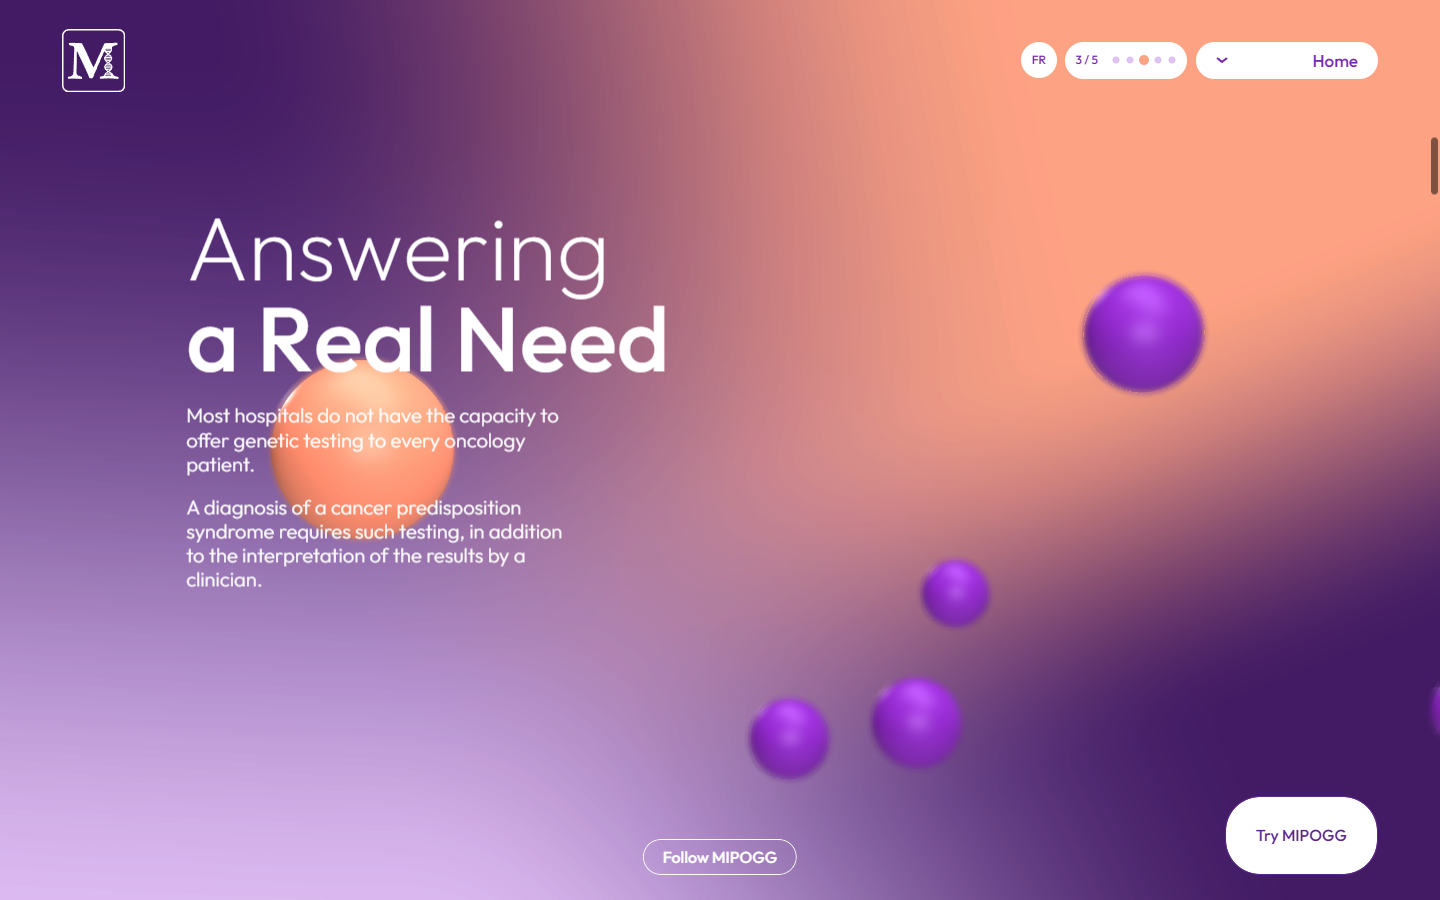 M
FR
3 / 5
Home
Answering
a Real Need
Most hospitals do not have the capacity to
offer genetic testing to every oncology
patient.
A diagnosis of a cancer predisposition
syndrome requires such testing, in addition
to the interpretation of the results by a
clinician.
Follow MIPOGG
Try MIPOGG